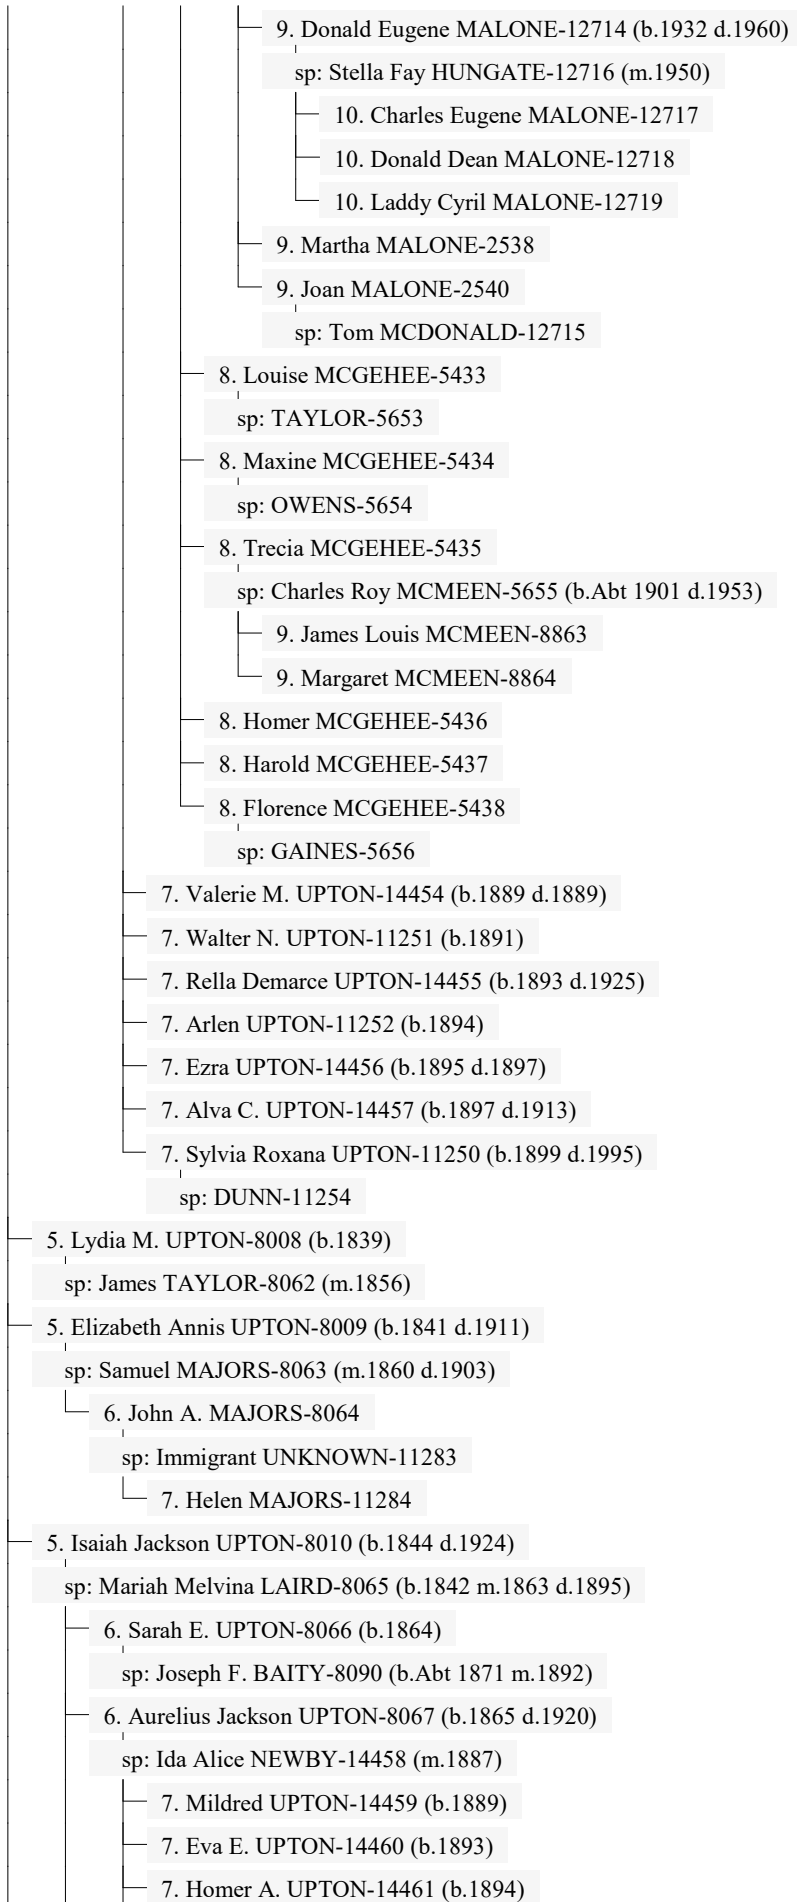 9. Donald Eugene MALONE-12714 (b.1932 d.1960)
sp: Stella Fay HUNGATE-12716 (m.1950)
10. Charles Eugene MALONE-12717
10. Donald Dean MALONE-12718
10. Laddy Cyril MALONE-12719
9. Martha MALONE-2538
9. Joan MALONE-2540
sp: Tom MCDONALD-12715
8. Louise MCGEHEE-5433
sp: TAYLOR-5653
8. Maxine MCGEHEE-5434
sp: OWENS-5654
8. Trecia MCGEHEE-5435
sp: Charles Roy MCMEEN-5655 (b.Abt 1901 d.1953)
9. James Louis MCMEEN-8863
9. Margaret MCMEEN-8864
8. Homer MCGEHEE-5436
8. Harold MCGEHEE-5437
8. Florence MCGEHEE-5438
sp: GAINES-5656
7. Valerie M. UPTON-14454 (b.1889 d.1889)
7. Walter N. UPTON-11251 (b.1891)
7. Rella Demarce UPTON-14455 (b.1893 d.1925)
7. Arlen UPTON-11252 (b.1894)
7. Ezra UPTON-14456 (b.1895 d.1897)
7. Alva C. UPTON-14457 (b.1897 d.1913)
7. Sylvia Roxana UPTON-11250 (b.1899 d.1995)
sp: DUNN-11254
5. Lydia M. UPTON-8008 (b.1839)
sp: James TAYLOR-8062 (m.1856)
5. Elizabeth Annis UPTON-8009 (b.1841 d.1911)
sp: Samuel MAJORS-8063 (m.1860 d.1903)
6. John A. MAJORS-8064
sp: Immigrant UNKNOWN-11283
7. Helen MAJORS-11284
5. Isaiah Jackson UPTON-8010 (b.1844 d.1924)
sp: Mariah Melvina LAIRD-8065 (b.1842 m.1863 d.1895)
6. Sarah E. UPTON-8066 (b.1864)
sp: Joseph F. BAITY-8090 (b.Abt 1871 m.1892)
6. Aurelius Jackson UPTON-8067 (b.1865 d.1920)
sp: Ida Alice NEWBY-14458 (m.1887)
7. Mildred UPTON-14459 (b.1889)
7. Eva E. UPTON-14460 (b.1893)
7. Homer A. UPTON-14461 (b.1894)